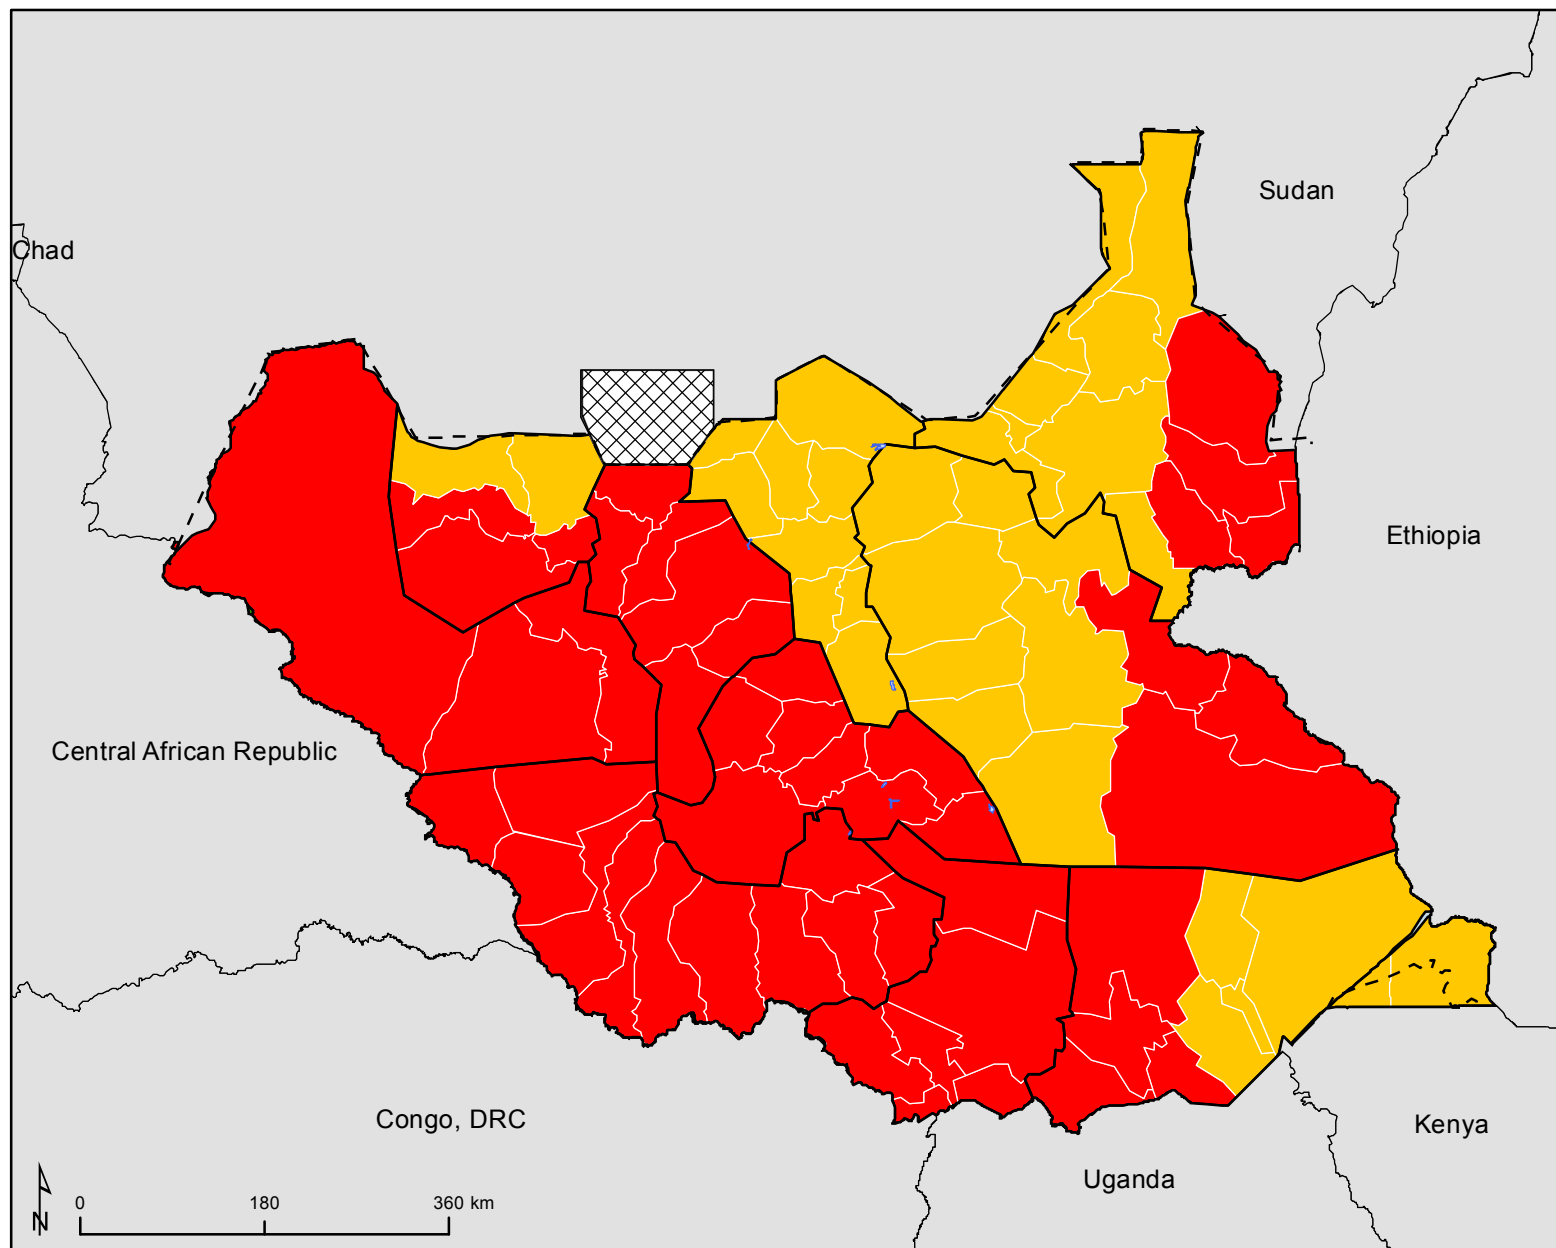 Sudan
Chad
Ethiopia
Central African Republic
Congo, DRC
Kenya
Uganda
N
0 180 360 km